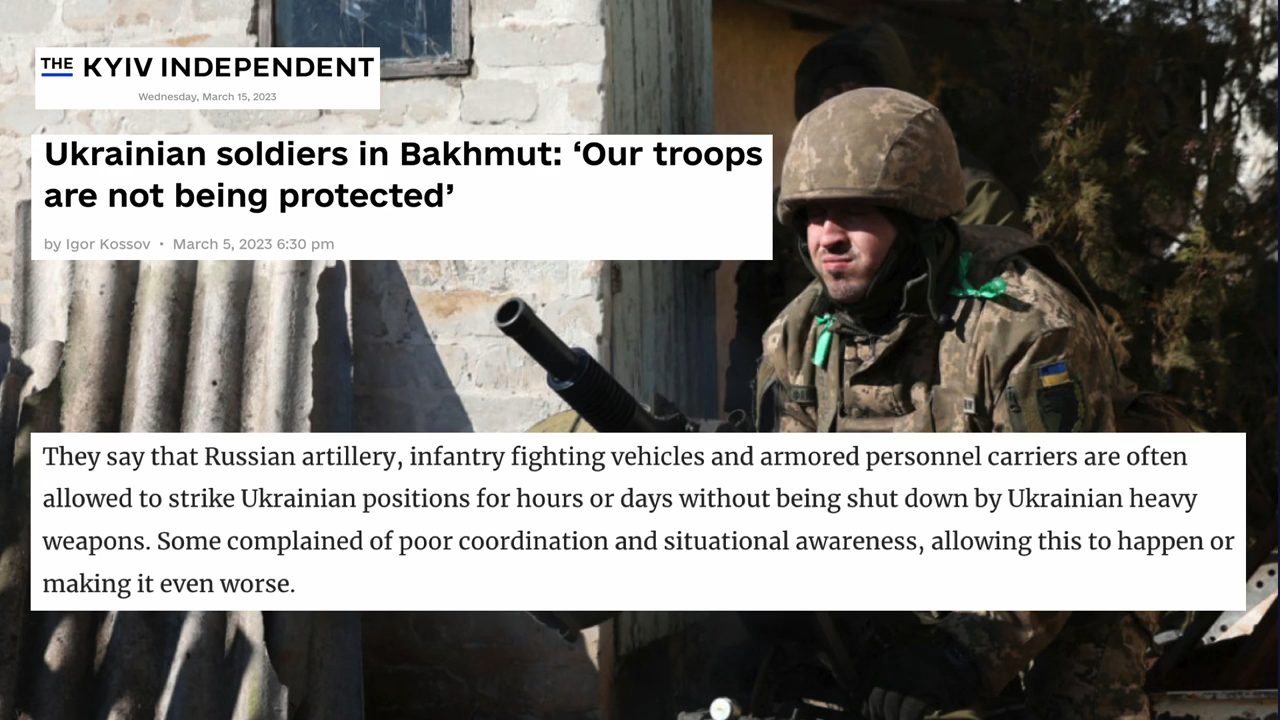 THE KYIV INDEPENDENT
Wednesday, March 15, 2023
Ukrainian soldiers in Bakhmut: ‘Our troops
are not being protected’
by Igor Kossov • March 5, 2023 6:30 pm
They say that Russian artillery, infantry fighting vehicles and armored personnel carriers are often
allowed to strike Ukrainian positions for hours or days without being shut down by Ukrainian heavy
weapons. Some complained of poor coordination and situational awareness, allowing this to happen or
making it even worse.